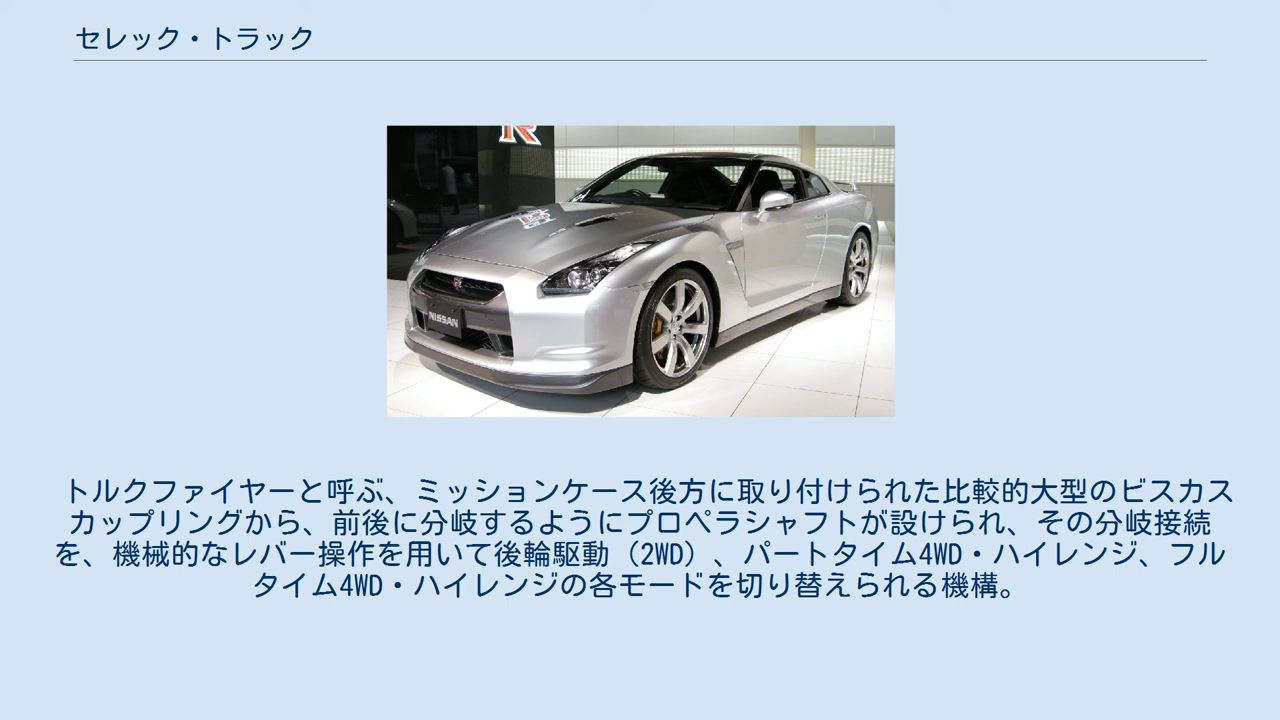 セレック・トラック
R
NISSAN
トルクファイヤーと呼ぶ、ミッションケース後方に取り付けられた比較的大型のビスカス
カップリングから、前後に分岐するようにプロペラシャフトが設けられ、その分岐接続
を、機械的なレバー操作を用いて後輪駆動（2WD）、パートタイム4WD・ハイレンジ、フル
タイム4WD・ハイレンジの各モードを切り替えられる機構。